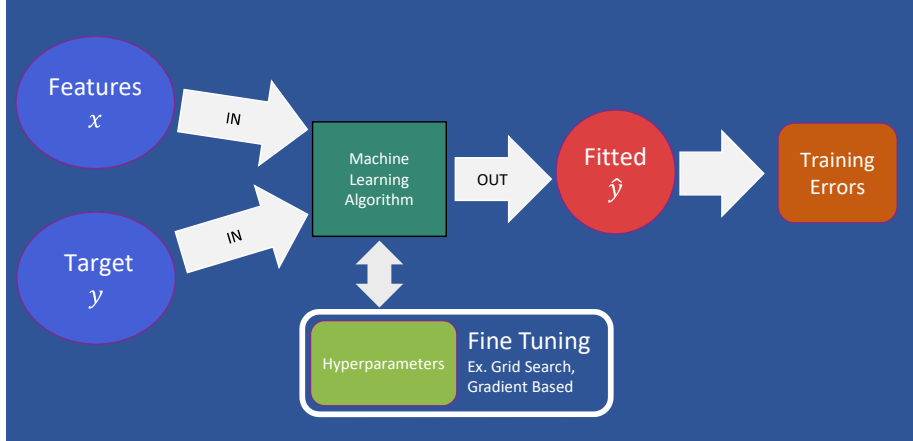 Features
x
IN
Target
y
IN
Machine
Learning
Algorithm
OUT
Fitted
ŷ
Training
Errors
Hyperparameters
Fine Tuning
Ex. Grid Search,
Gradient Based